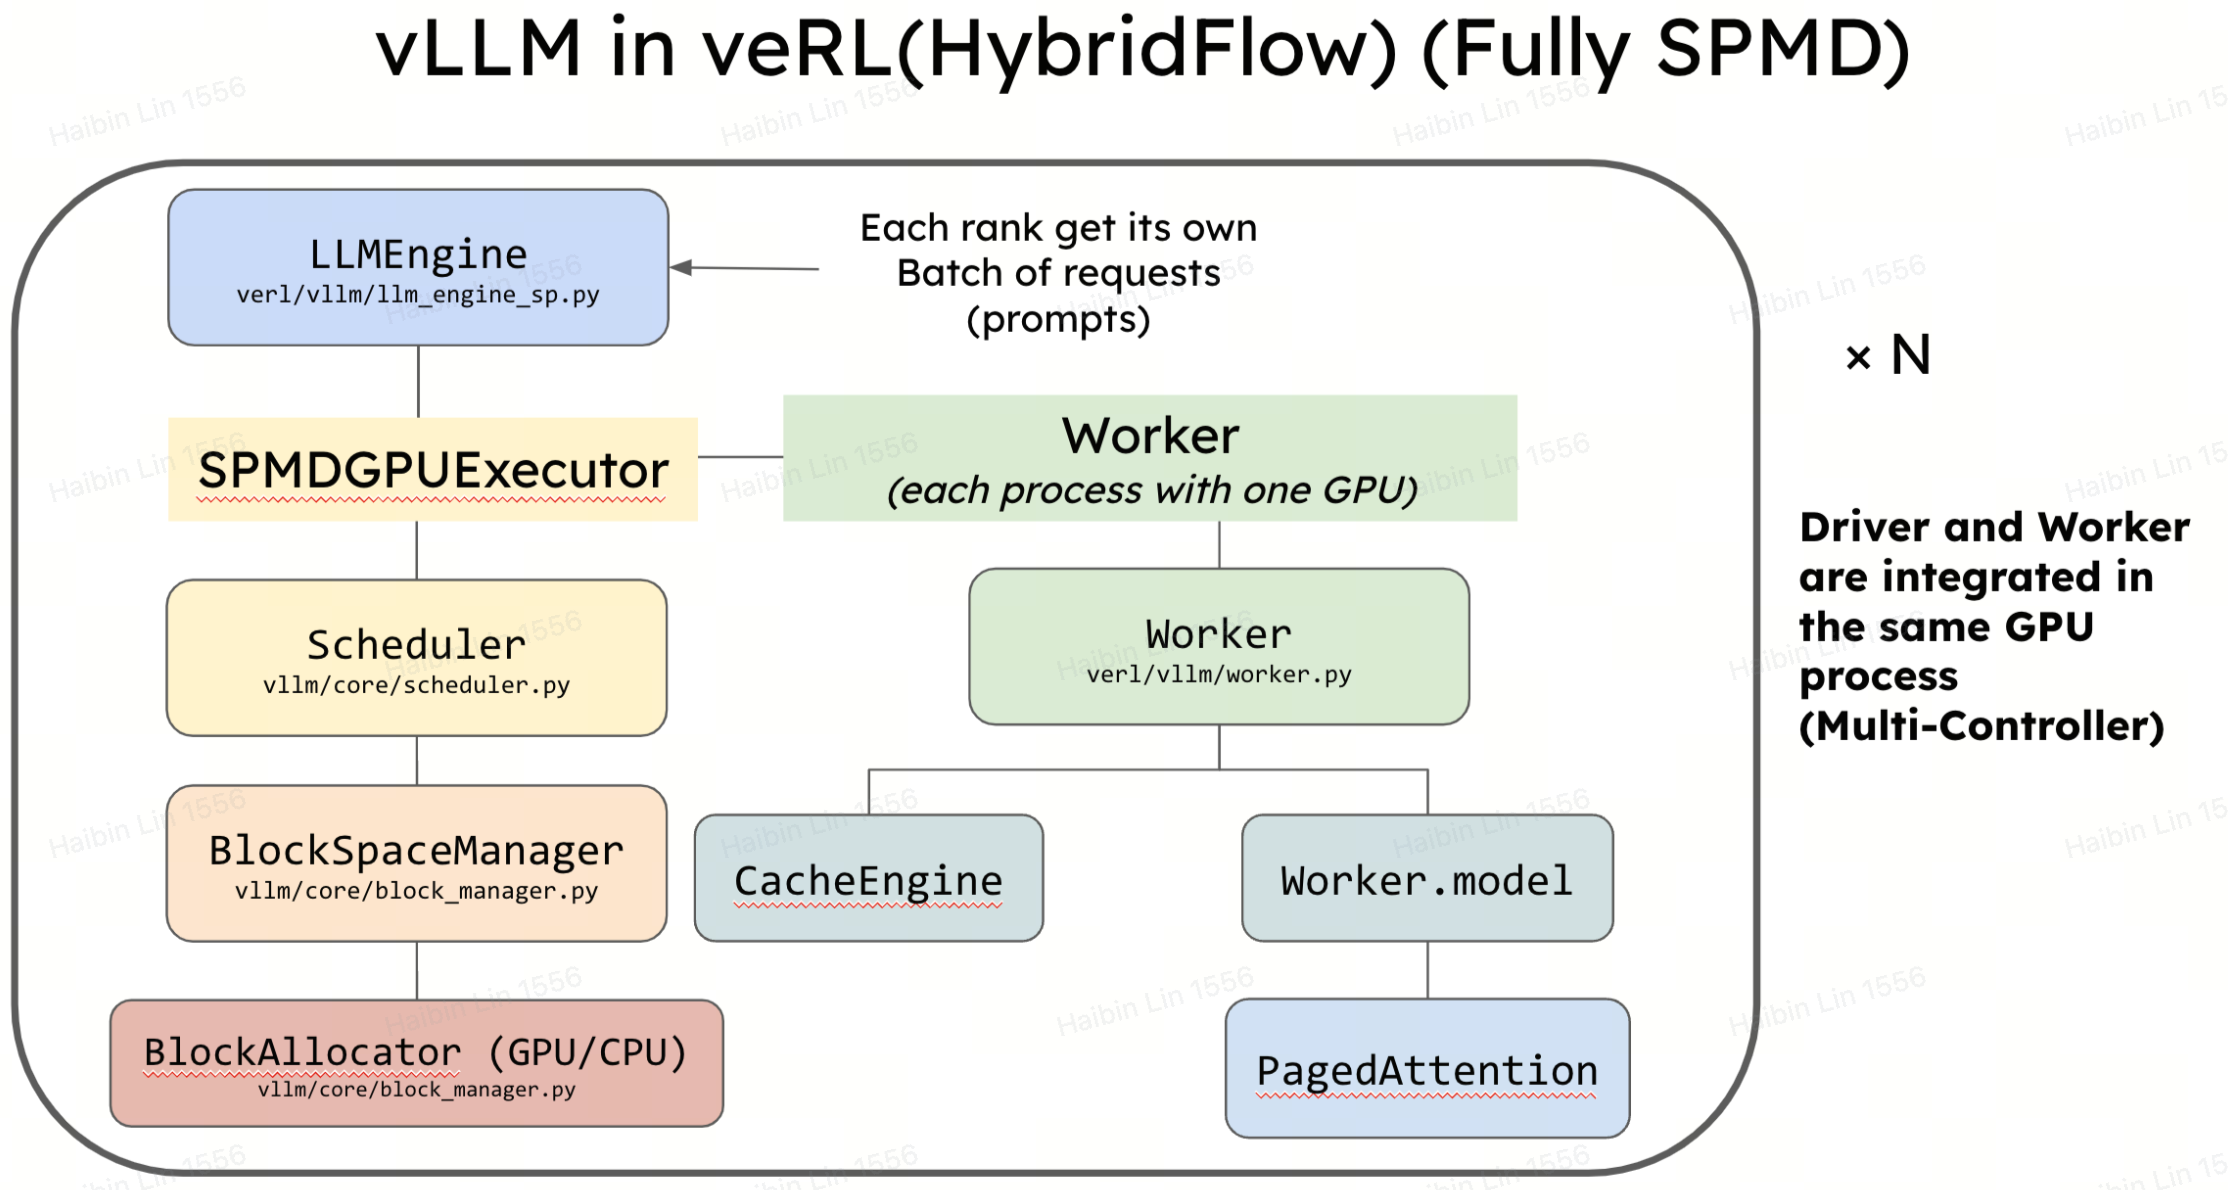 vLLM in veRL(HybridFlow) (Fully SPMD)
LLMEngine
verl/vllm/llm_engine_sp.py
Each rank get its own
Batch of requests
(prompts)
× N
SPMDGPUExecutor
Worker
(each process with one GPU)
Driver and Worker
are integrated in
the same GPU
process
(Multi-Controller)
Scheduler
vllm/core/scheduler.py
Worker
verl/vllm/worker.py
BlockSpaceManager
vllm/core/block_manager.py
CacheEngine
Worker.model
BlockAllocator (GPU/CPU)
vllm/core/block_manager.py
PagedAttention
Haibin Lin 1556